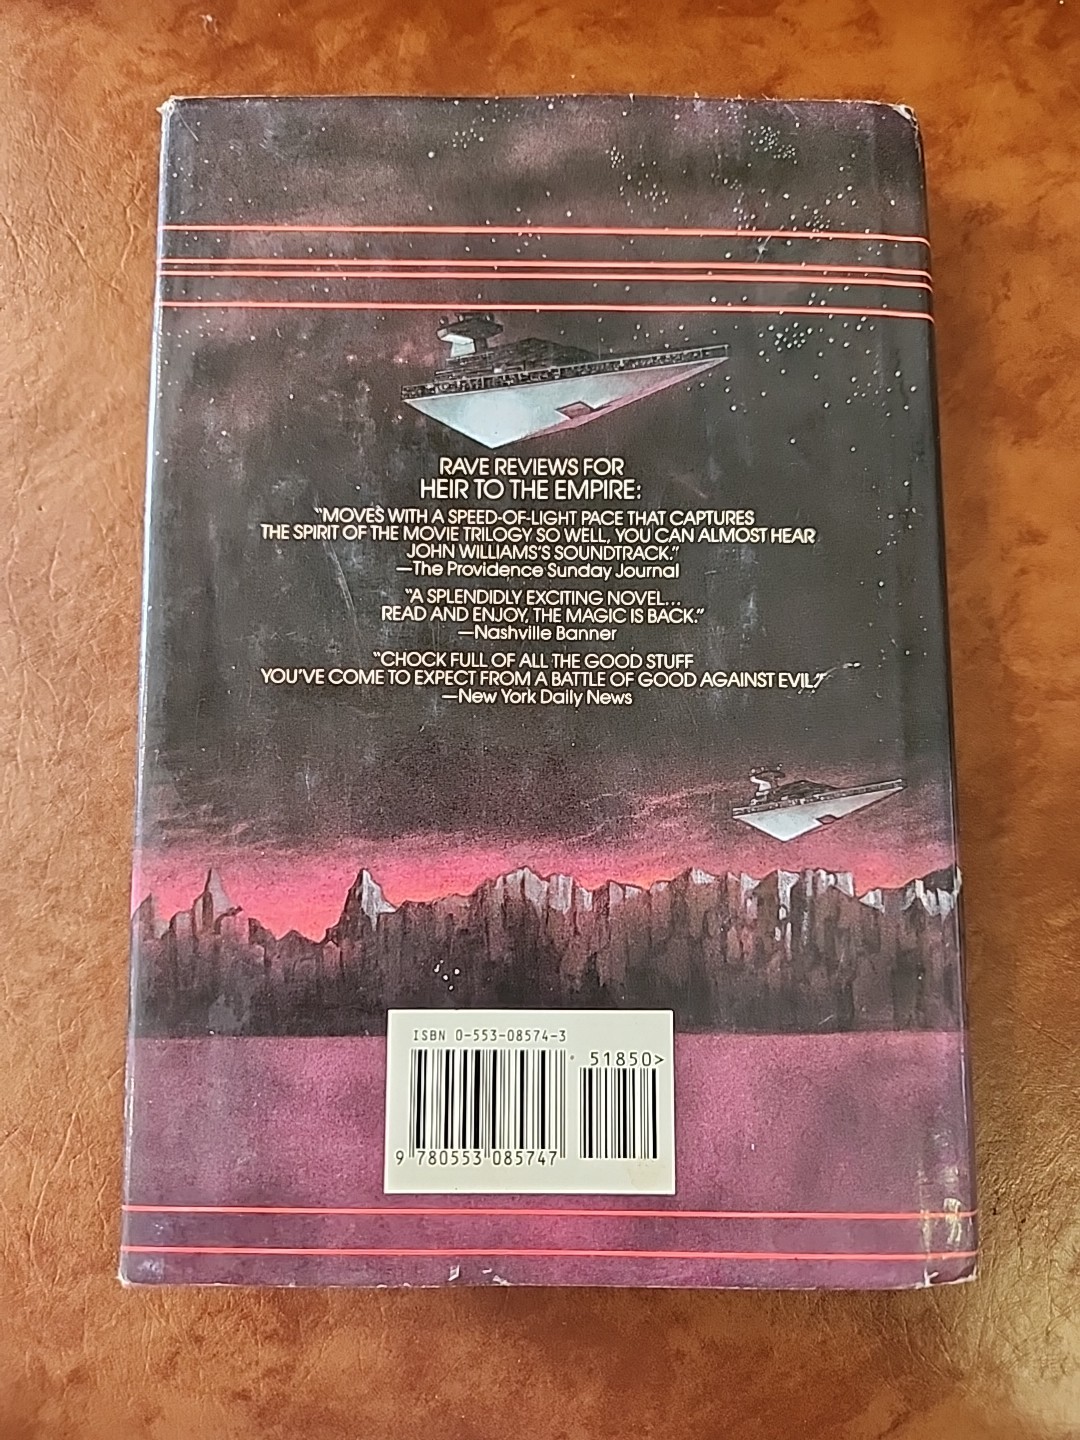 RAVE REVIEWS FOR
HEIR TO THE EMPIRE:
“MOVES WITH A SPEED-OF-LIGHT PACE THAT CAPTURES
THE SPIRIT OF THE MOVIE TRILOGY SO WELL, YOU CAN ALMOST HEAR
JOHN WILLIAMS'S SOUNDTRACK.”
—The Providence Sunday Journal
“A SPLENDIDLY EXCITING NOVEL...
READ AND ENJOY, THE MAGIC IS BACK.”
—Nashville Banner
“CHOCK FULL OF ALL THE GOOD STUFF
YOU'VE COME TO EXPECT FROM A BATTLE OF GOOD AGAINST EVIL.”
—New York Daily News
ISBN 0-553-08574-3
51850>
9 780553 085747